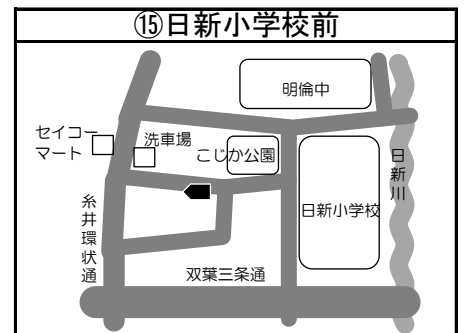 ⑮日新小学校前
明倫中
セイコー
マート
洗車場
こじか公園
日新川
日新小学校
糸井環状通
双葉三条通